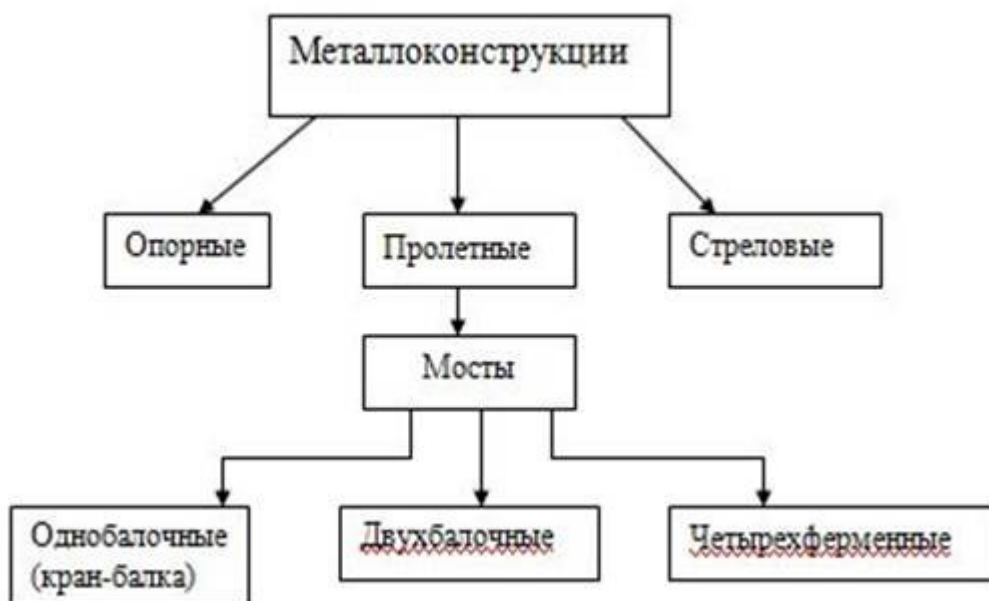 Металлоконструкции
Опорные
Пролетные
Стреловые
Мосты
Однобалочные
(кран-балка)
Двухбалочные
Четырехферменные